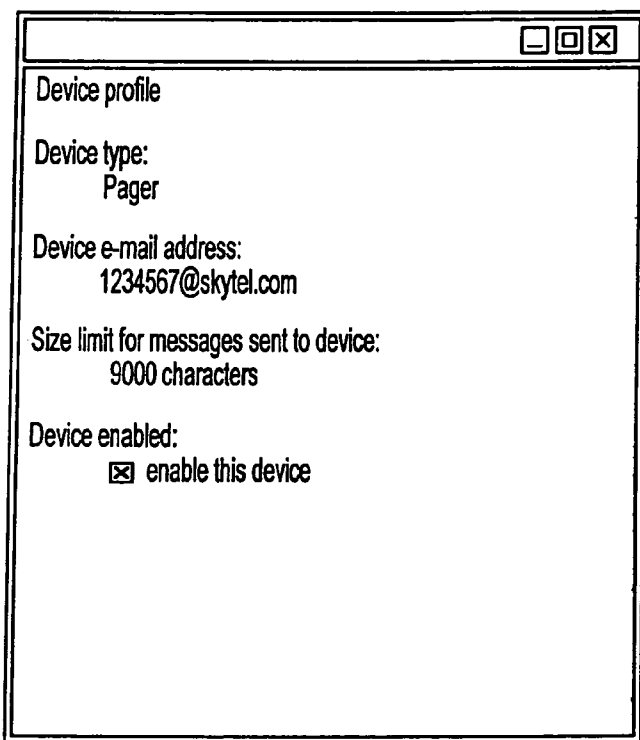 Device profile
Device type:
Pager
Device e-mail address:
1234567@skytel.com
Size limit for messages sent to device:
9000 characters
Device enabled:
enable this device